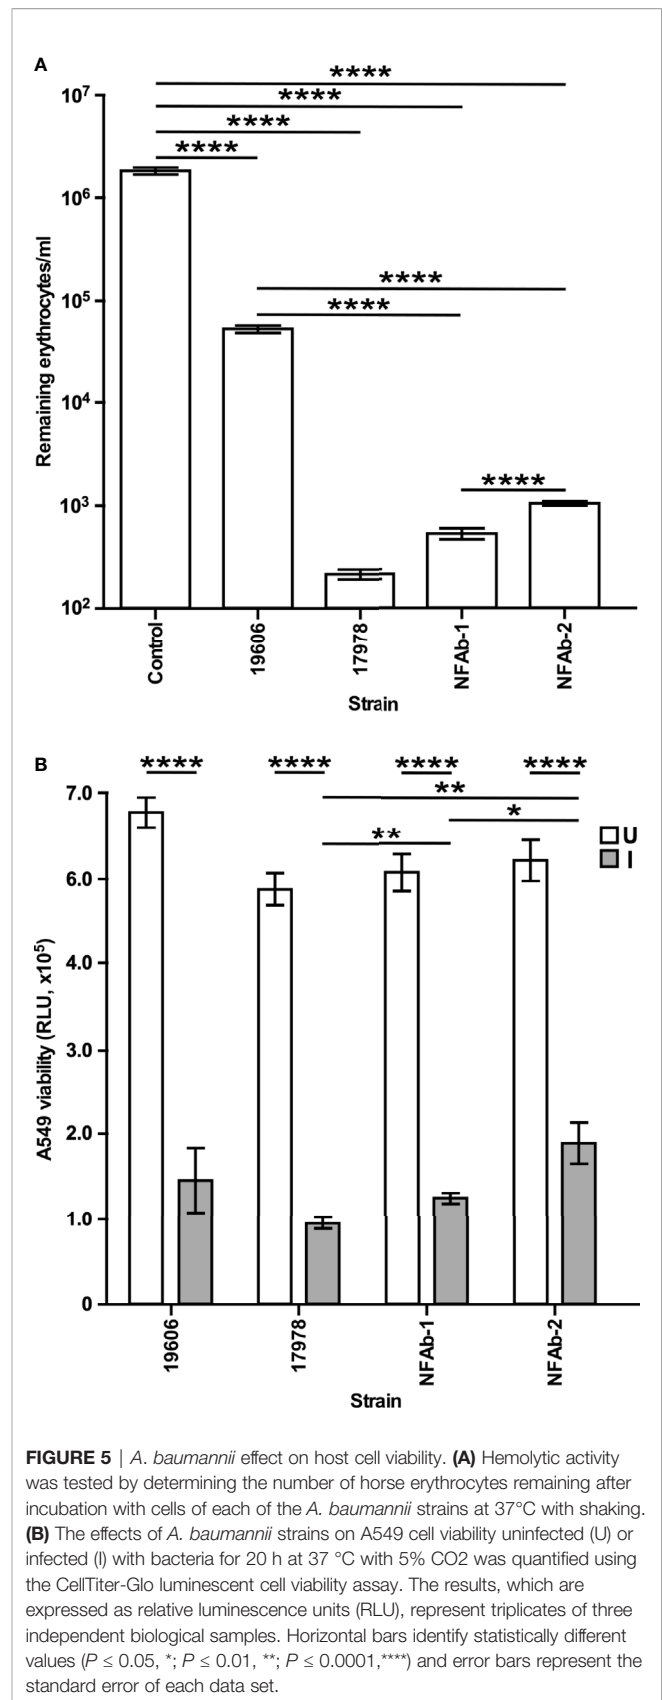 A
****
****
****
****
10⁷
10⁶
10⁵
10⁴
10³
10²
****
****
****
Remaining erythrocytes/ml
Control
19606
17978
NFAb-1
NFAb-2
Strain
B
**** **** **** ****
**
*
**
U
I
7.0
6.0
4.0
3.0
2.0
1.0
0
A549 viability (RLU, x10⁵)
19606
17978
NFAb-1
NFAb-2
Strain
FIGURE 5 | A. baumannii effect on host cell viability. (A) Hemolytic activity
was tested by determining the number of horse erythrocytes remaining after
incubation with cells of each of the A. baumannii strains at 37°C with shaking.
(B) The effects of A. baumannii strains on A549 cell viability uninfected (U) or
infected (I) with bacteria for 20 h at 37 °C with 5% CO2 was quantified using
the CellTiter-Glo luminescent cell viability assay. The results, which are
expressed as relative luminescence units (RLU), represent triplicates of three
independent biological samples. Horizontal bars identify statistically different
values (P ≤ 0.05, *; P ≤ 0.01, **; P ≤ 0.0001,****) and error bars represent the
standard error of each data set.